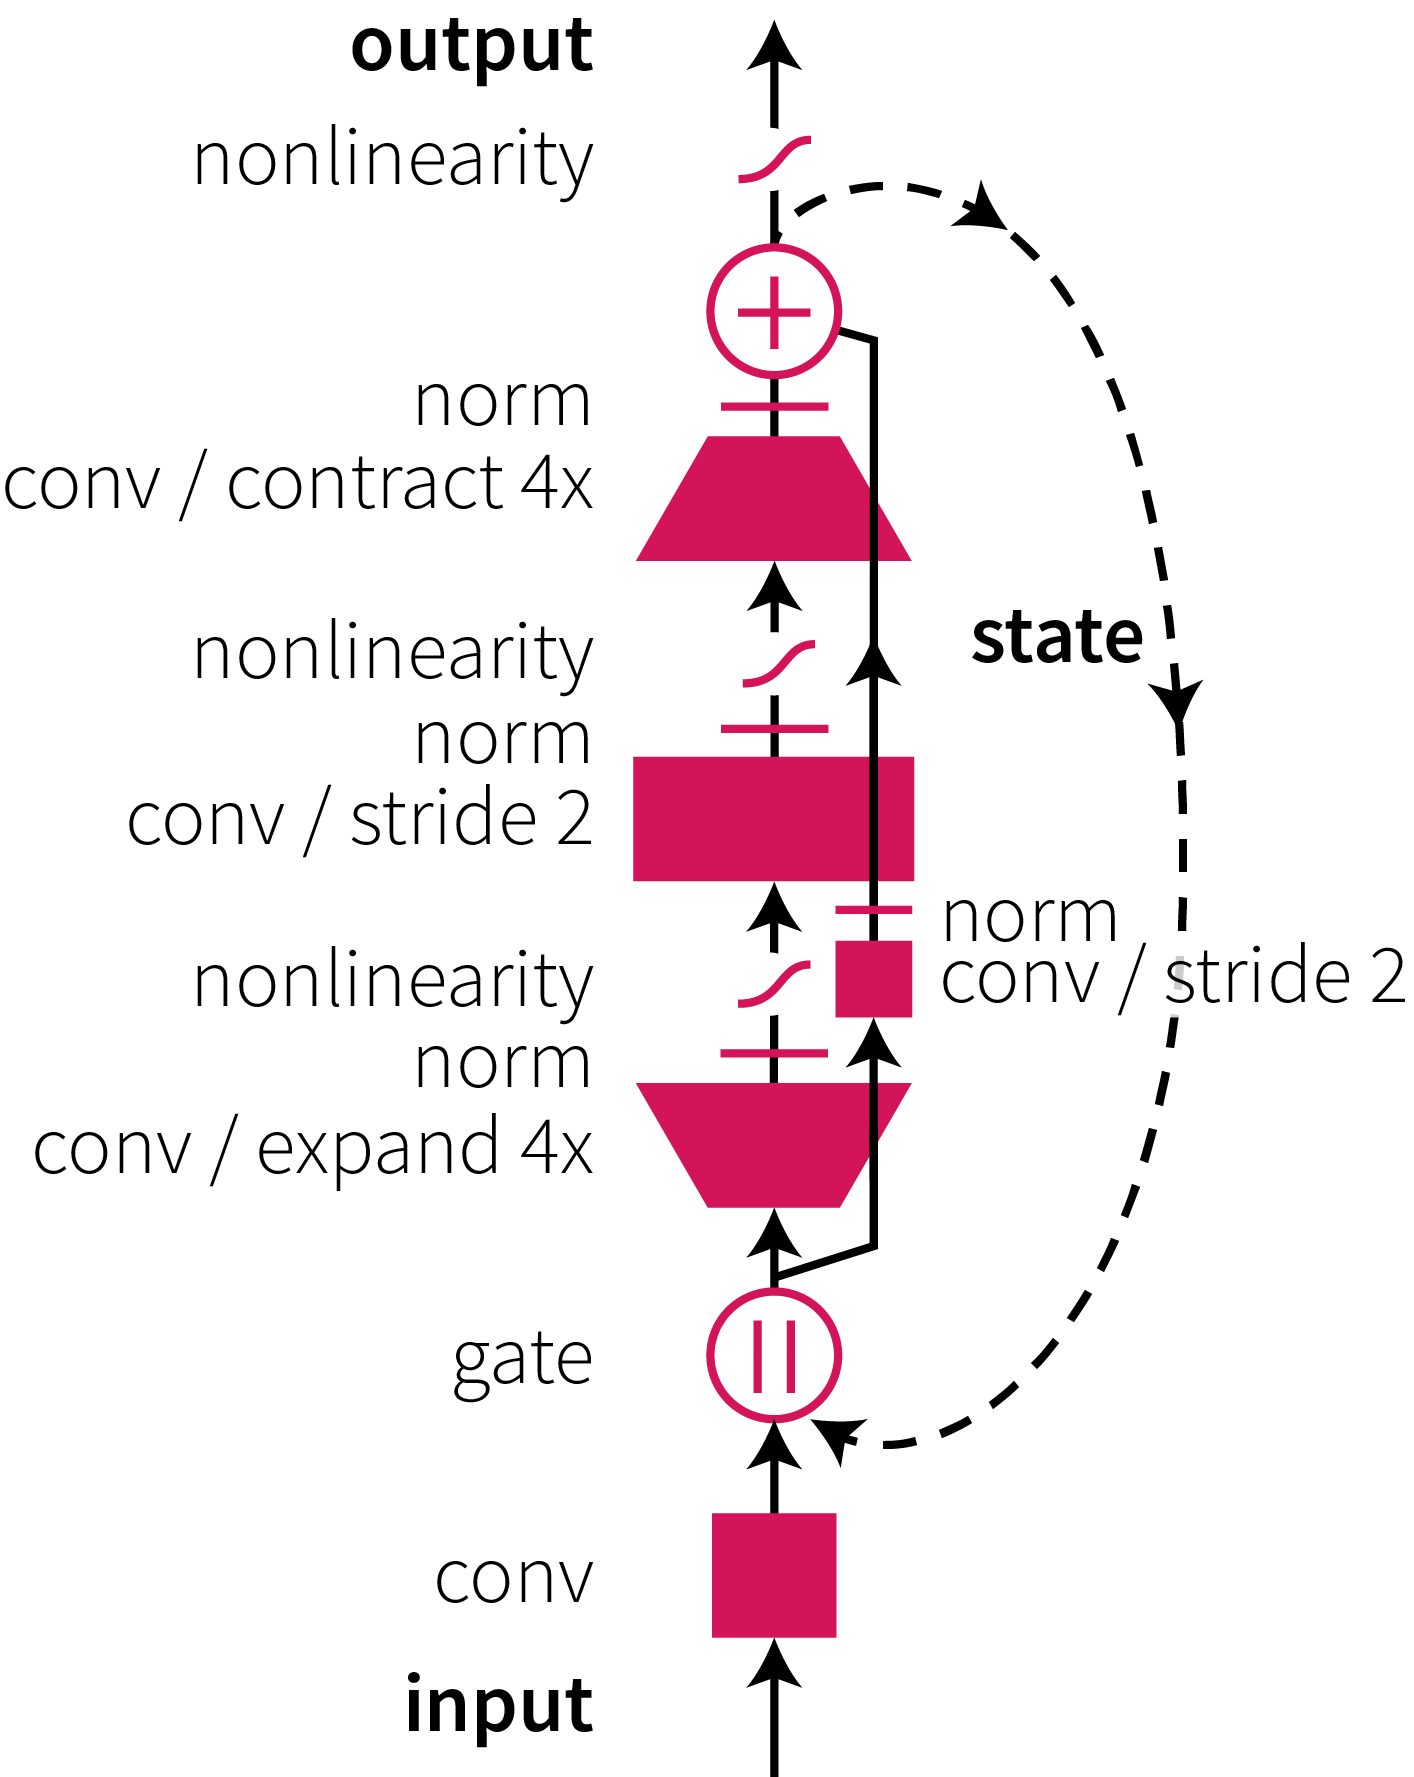 output
nonlinearity
norm
conv / contract 4x
nonlinearity
state
norm
conv / stride 2
norm
conv / stride 2
nonlinearity
norm
conv / expand 4x
gate
conv
input